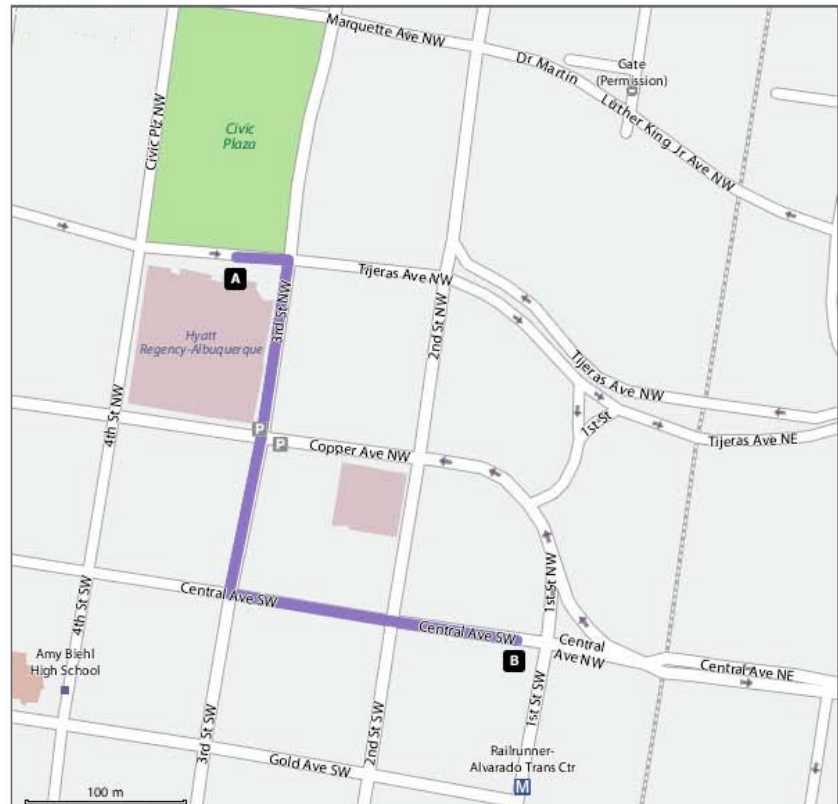 Marquette Ave NW
Dr Martin
Luther King Jr Ave NW
Gate
(Permission)
Civic Plz NW
Civic
Plaza
A
Tijeras Ave NW
3rd St NW
2nd St NW
Hyatt
Regency-Albuquerque
Tijeras Ave NW
1st St
Tijeras Ave NE
4th St NW
P
P
Copper Ave NW
1st St NW
Central Ave SW
Central Ave SW
B
Central
Ave NW
Central Ave NE
4th St SW
Amy Biehl
High School
3rd St SW
2nd St SW
1st St SW
Gold Ave SW
Railrunner-
Alvarado Trans Ctr
M
100 m